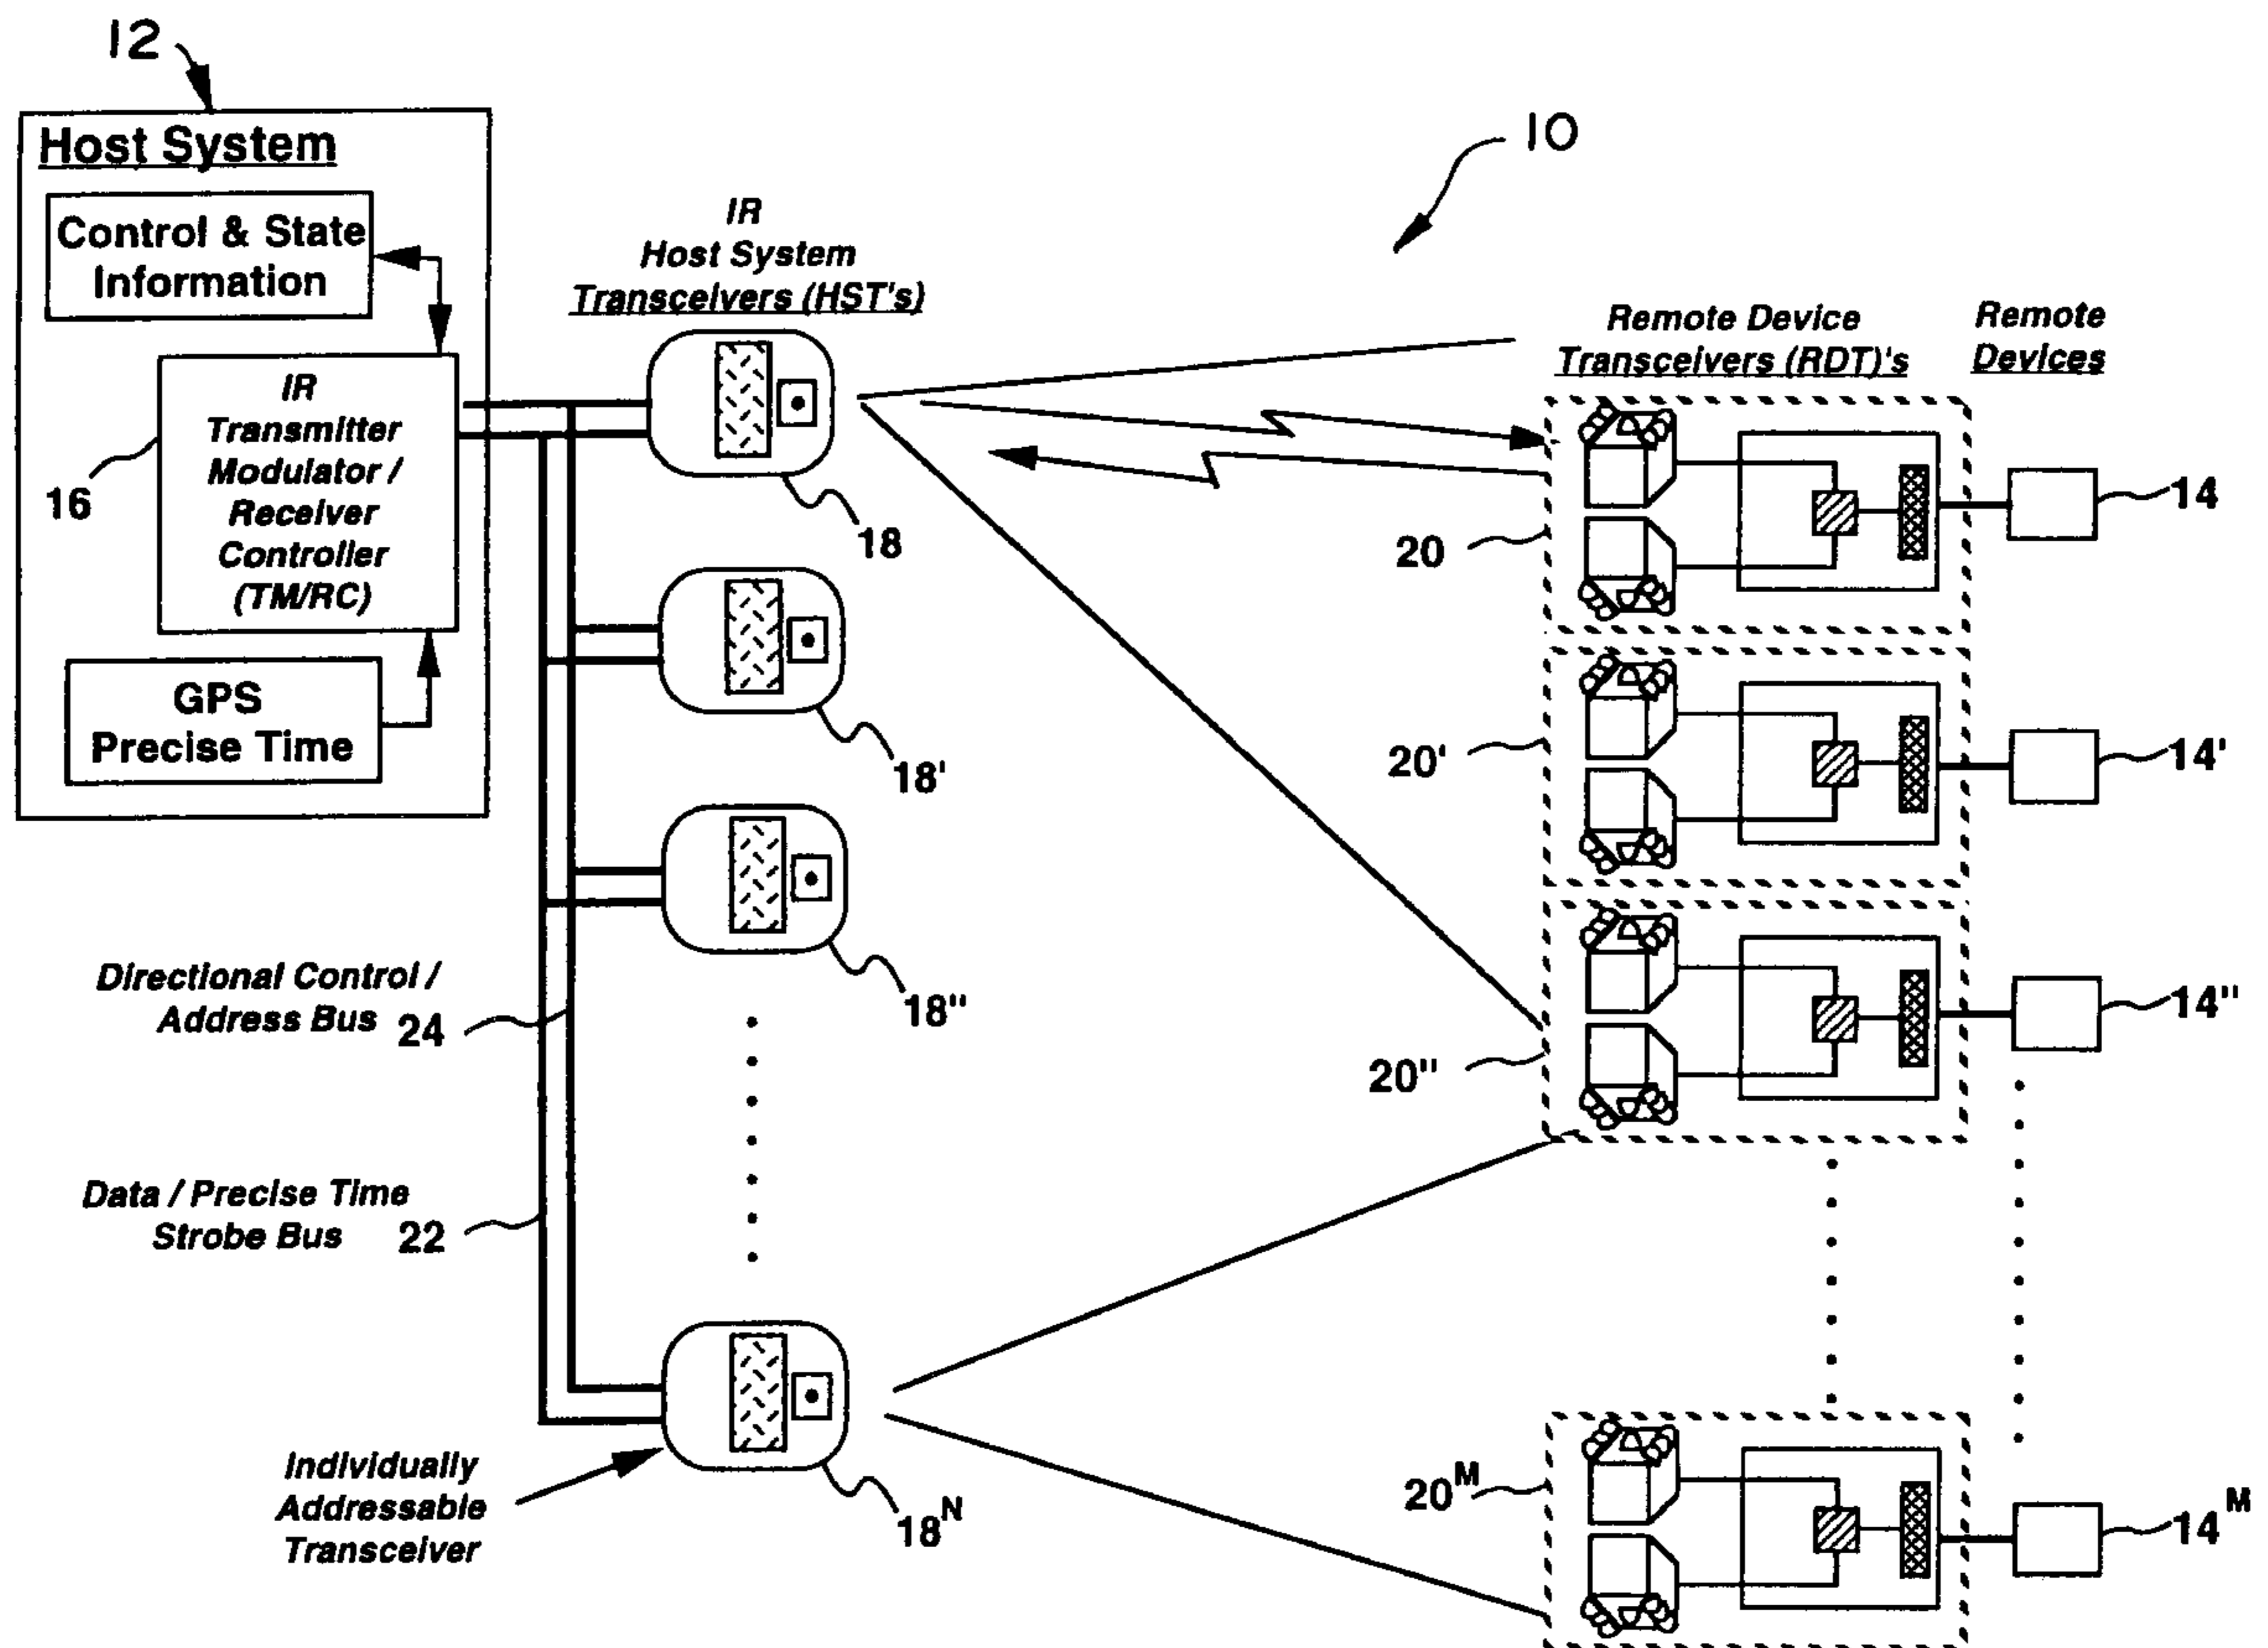 12
Host System
Control & State
Information
IR
Transmitter
Modulator /
Receiver
Controller
(TM/RC)
16
GPS
Precise Time
IR
Host System
Transceivers (HST's)
10
Remote Device
Transceivers (RDT)'s
Remote
Devices
18
18'
18"
18N
20
20'
20"
20M
14
14'
14"
14M
Directional Control /
Address Bus 24
Data / Precise Time
Strobe Bus 22
Individually
Addressable
Transceiver